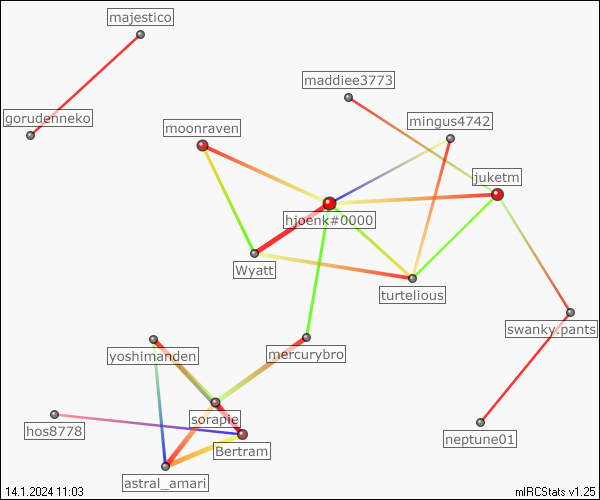 majestico
maddiee3773
gorudenneko
mingus4742
moonraven
juketm
hjoenk#0000
Wyatt
turtelious
swanky.pants
yoshimanden
mercurybro
sorapie
hos8778
neptune01
Bertram
astral_amari
14.1.2024 11:03
mIRCStats v1.25